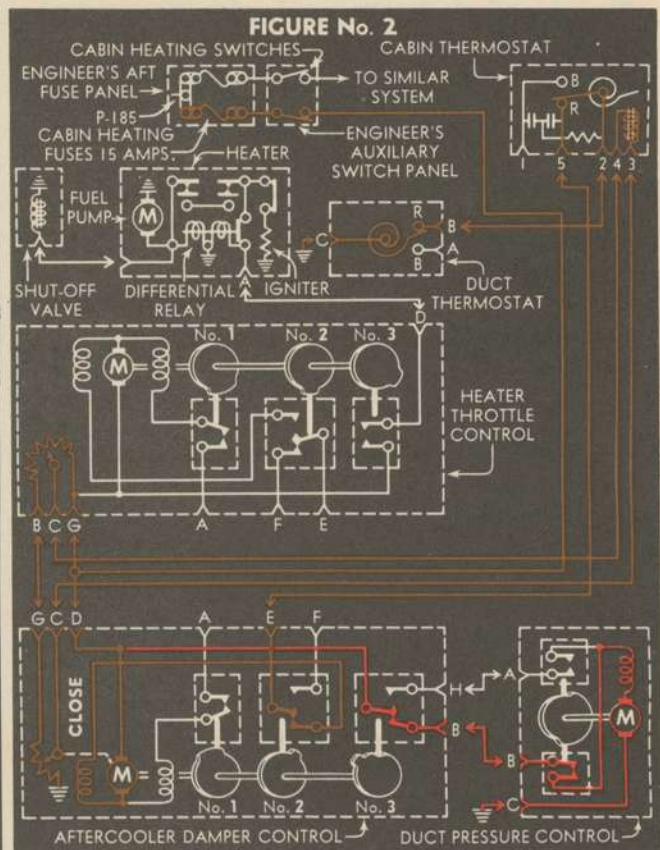 FIGURE No. 2
CABIN HEATING SWITCHES
CABIN THERMOSTAT
ENGINEER'S AFT
FUSE PANEL
TO SIMILAR
SYSTEM
P-185
CABIN HEATING
FUSES 15 AMPS.
HEATER
ENGINEER'S
AUXILIARY
SWITCH PANEL
B
R
1 5 2 4 3
FUEL
PUMP
M
SHUT-OFF
VALVE
DIFFERENTIAL
RELAY
IGNITER
A
C
R
B
B
A
DUCT
THERMOSTAT
D
No. 1 No. 2 No. 3
M
HEATER
THROTTLE
CONTROL
B C G A F E
G C D A E F
CLOSE
M
H
B
A
B
C
M
No. 1 No. 2 No. 3
AFTERCOOLER DAMPER CONTROL
DUCT PRESSURE CONTROL